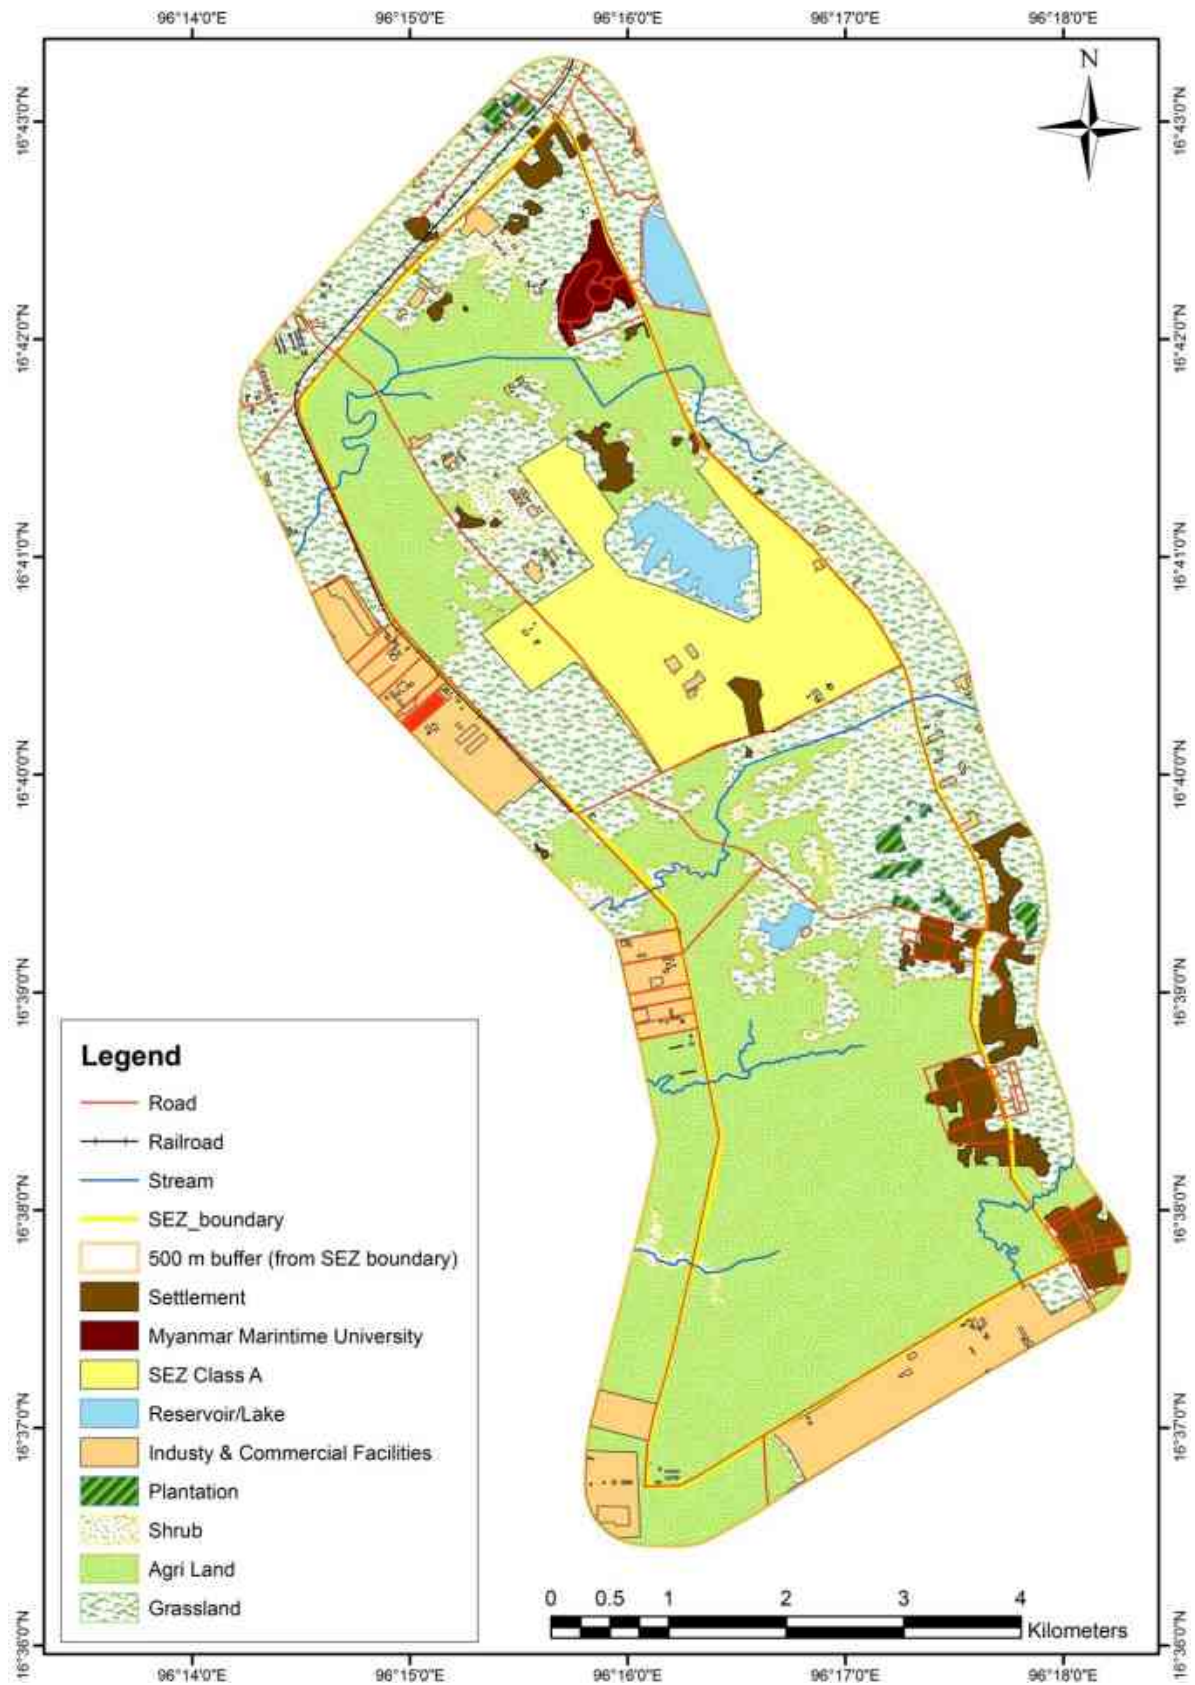 96°14'0"E 96°15'0"E 96°16'0"E 96°17'0"E 96°18'0"E
N
16°43'0"N 16°43'0"N
16°42'0"N 16°42'0"N
16°41'0"N 16°41'0"N
16°40'0"N 16°40'0"N
16°39'0"N 16°39'0"N
16°38'0"N 16°38'0"N
16°37'0"N 16°37'0"N
16°36'0"N 16°36'0"N
Legend
Road
Railroad
Stream
SEZ_boundary
500 m buffer (from SEZ boundary)
Settlement
Myanmar Marintime University
SEZ Class A
Reservoir/Lake
Industy & Commercial Facilities
Plantation
Shrub
Agri Land
Grassland
0 0.5 1 2 3 4
Kilometers
96°14'0"E 96°15'0"E 96°16'0"E 96°17'0"E 96°18'0"E